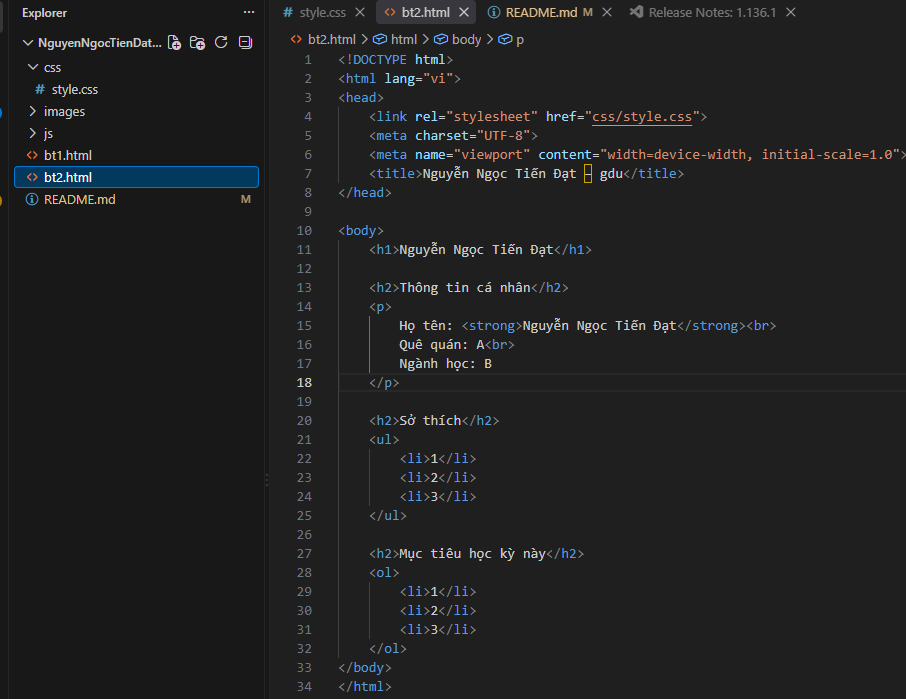 Explorer
NguyenNgocTienDat...
css
# style.css
images
js
<> bt1.html
<> bt2.html
README.md M
# style.css
<> bt2.html
README.md M
Release Notes: 1.136.1
<> bt2.html > html > body > p
1 <!DOCTYPE html>
2 <html lang="vi">
3 <head>
4 <link rel="stylesheet" href="css/style.css">
5 <meta charset="UTF-8">
6 <meta name="viewport" content="width=device-width, initial-scale=1.0">
7 <title>Nguyễn Ngọc Tiến Đạt – gdu</title>
8 </head>
9
10 <body>
11 <h1>Nguyễn Ngọc Tiến Đạt</h1>
12
13 <h2>Thông tin cá nhân</h2>
14 <p>
15 Họ tên: <strong>Nguyễn Ngọc Tiến Đạt</strong><br>
16 Quê quán: A<br>
17 Ngành học: B
18 </p>
19
20 <h2>Sở thích</h2>
21 <ul>
22 <li>1</li>
23 <li>2</li>
24 <li>3</li>
25 </ul>
26
27 <h2>Mục tiêu học kỳ này</h2>
28 <ol>
29 <li>1</li>
30 <li>2</li>
31 <li>3</li>
32 </ol>
33 </body>
34 </html>